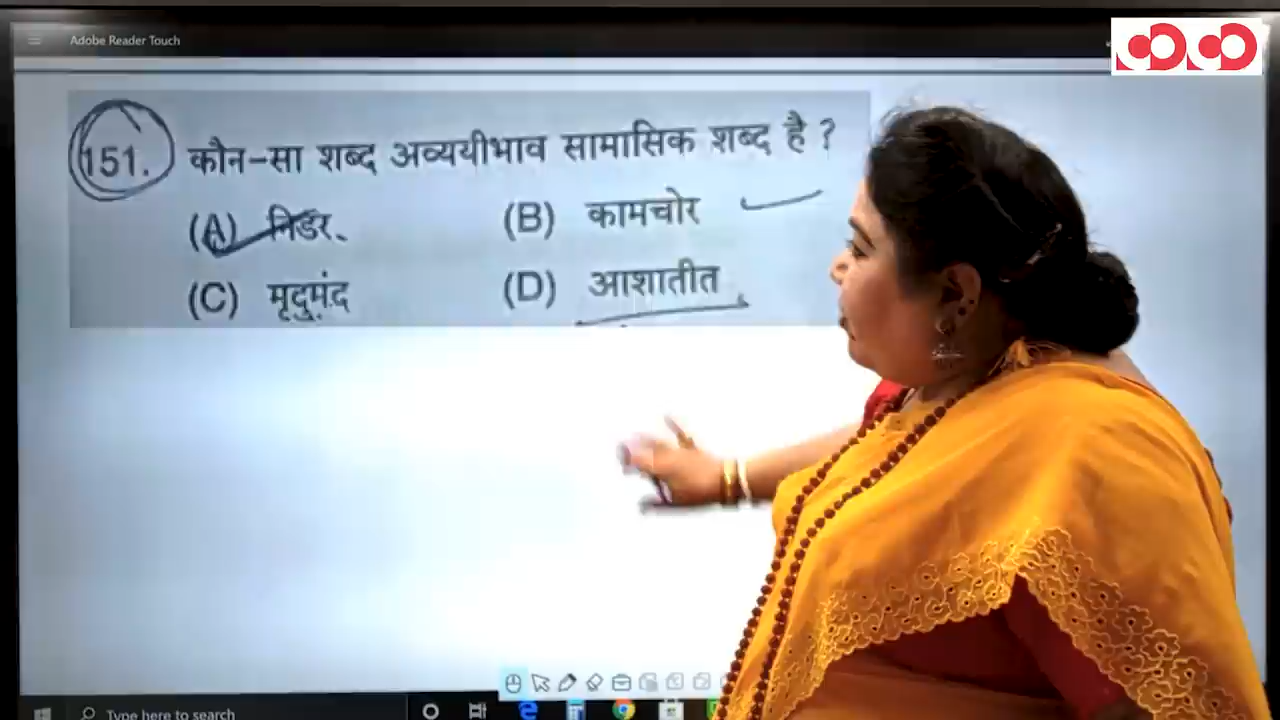 Adobe Reader Touch
151. कौन-सा शब्द अव्ययीभाव सामासिक शब्द है ?
(A) निडर (B) कामचोर
(C) मृदुमंद (D) आशातीत
Type here to search